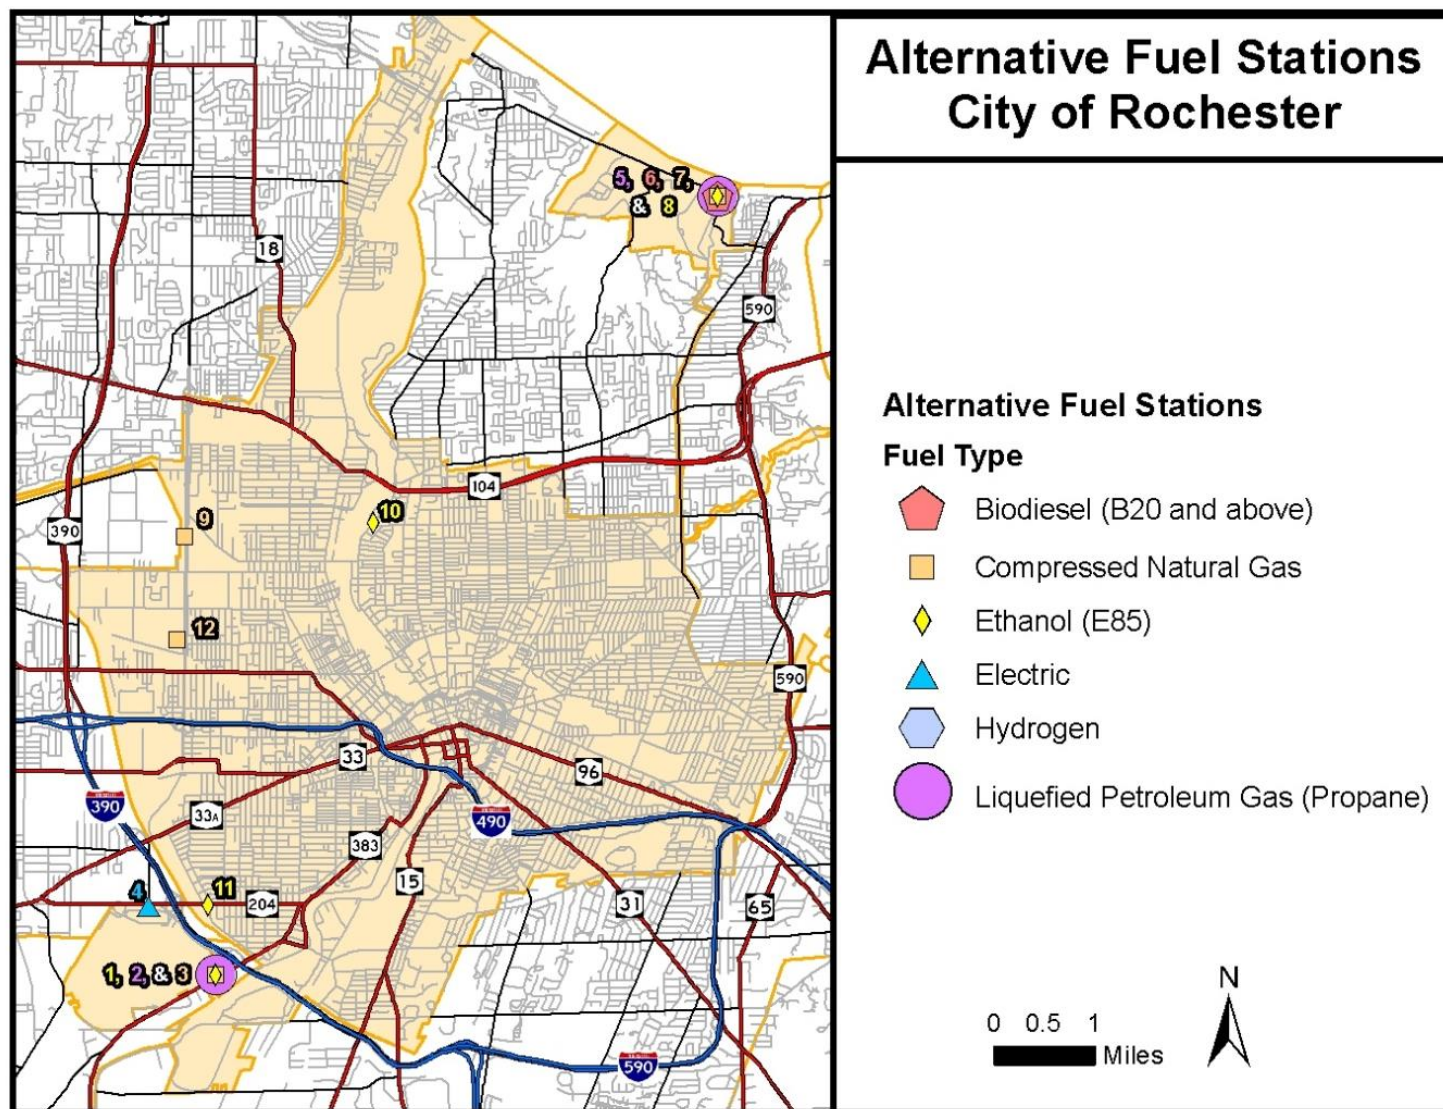 Alternative Fuel Stations
City of Rochester
5, 6, 7,
& 8
18
590
104
10
9
390
12
590
33
96
390
33A
490
383
15
4
11
204
31
65
1, 2, & 3
590
Alternative Fuel Stations
Fuel Type
Biodiesel (B20 and above)
Compressed Natural Gas
Ethanol (E85)
Electric
Hydrogen
Liquefied Petroleum Gas (Propane)
N
0 0.5 1
Miles